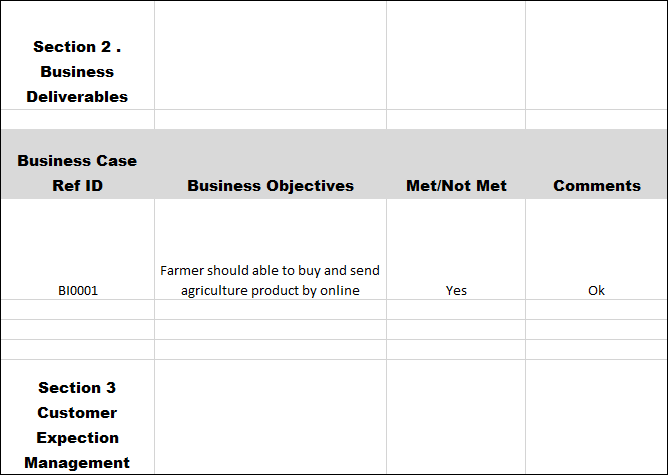 Section 2 .
Business
Deliverables
Business Case
Ref ID
Business Objectives
Met/Not Met
Comments
BI0001
Farmer should able to buy and send
agriculture product by online
Yes
Ok
Section 3
Customer
Expection
Management